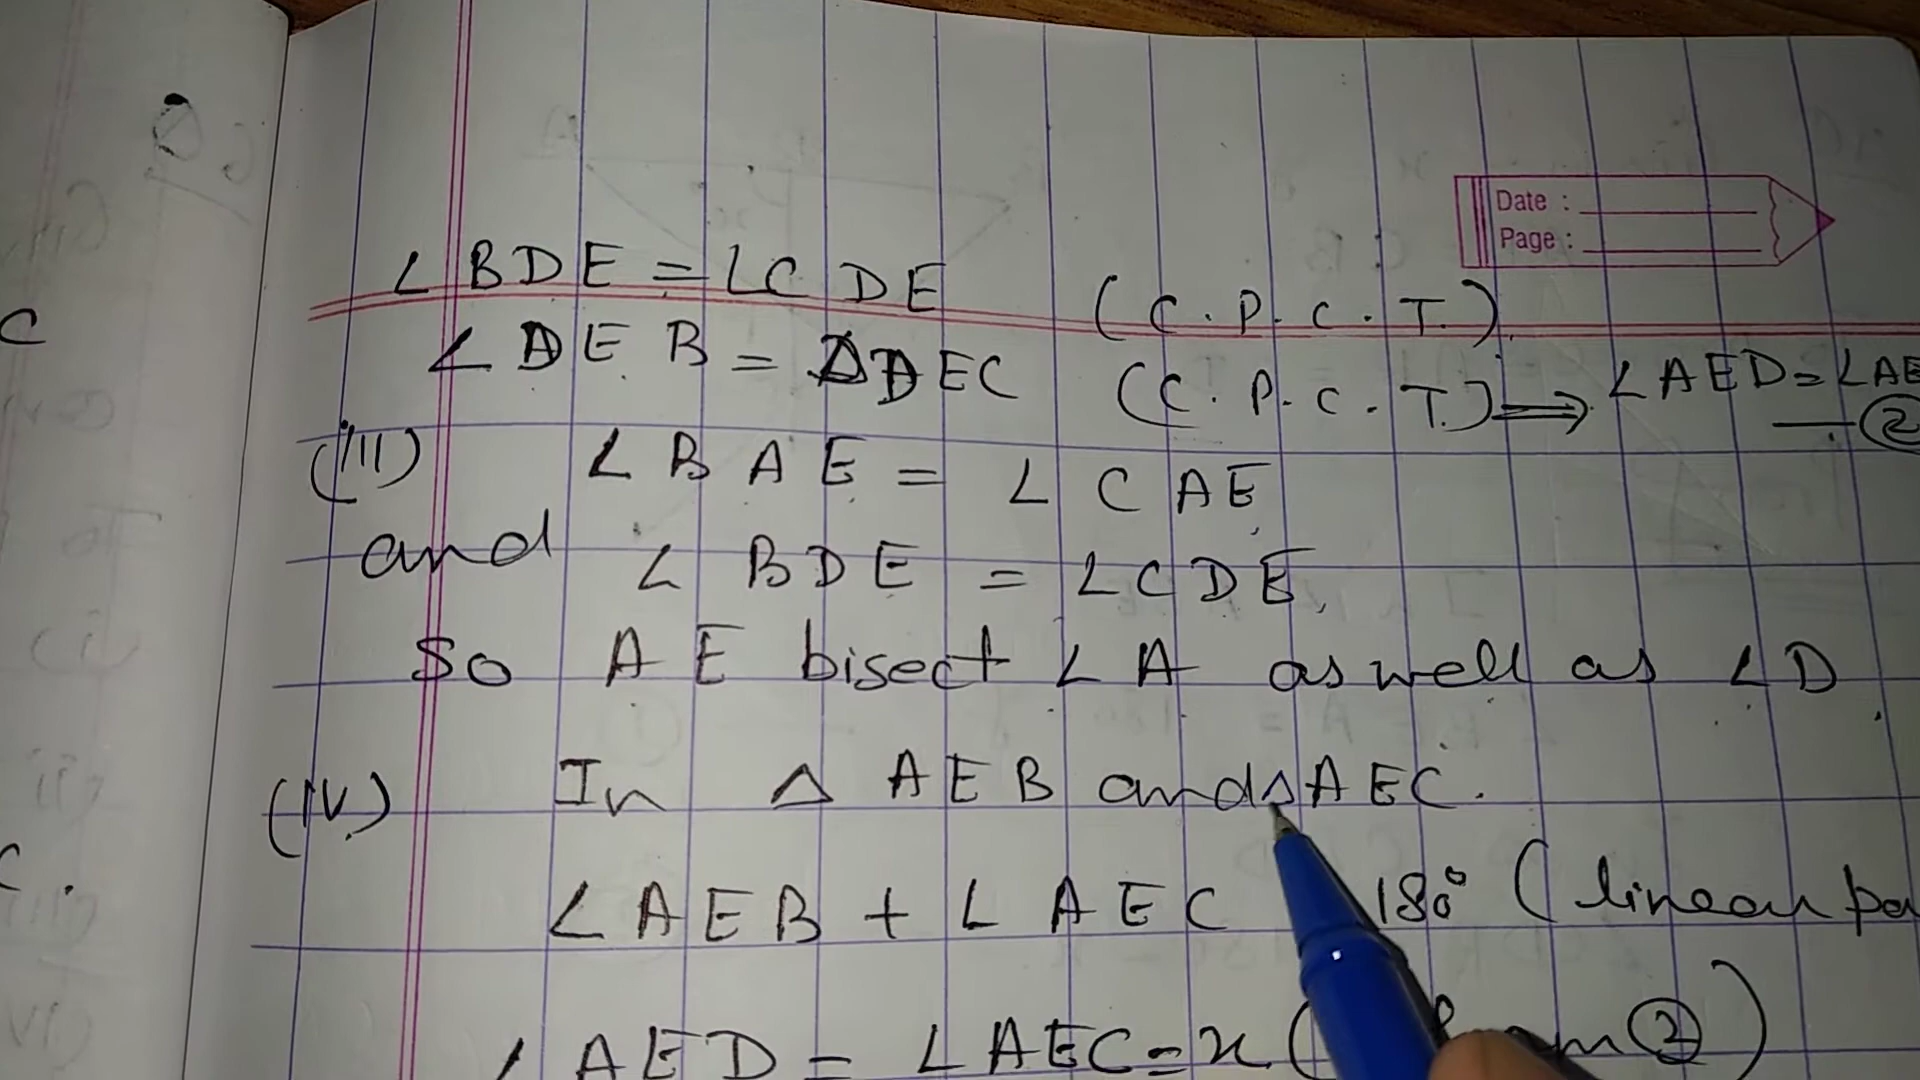 Date :
Page :
∠BDE = ∠CDE (C.P.C.T.)
∠DEB = ∆DEC (C.P.C.T.) ⟹ ∠AED = ∠AE
— ②
(III) ∠BAE = ∠CAE
and ∠BDE = ∠CDE,
So AE bisect ∠A as well as ∠D.
(IV) In ∆ AEB and ∆ AEC.
∠AEB + ∠AEC 180° (linear pa
∠AED = ∠AEC = x ( ②)